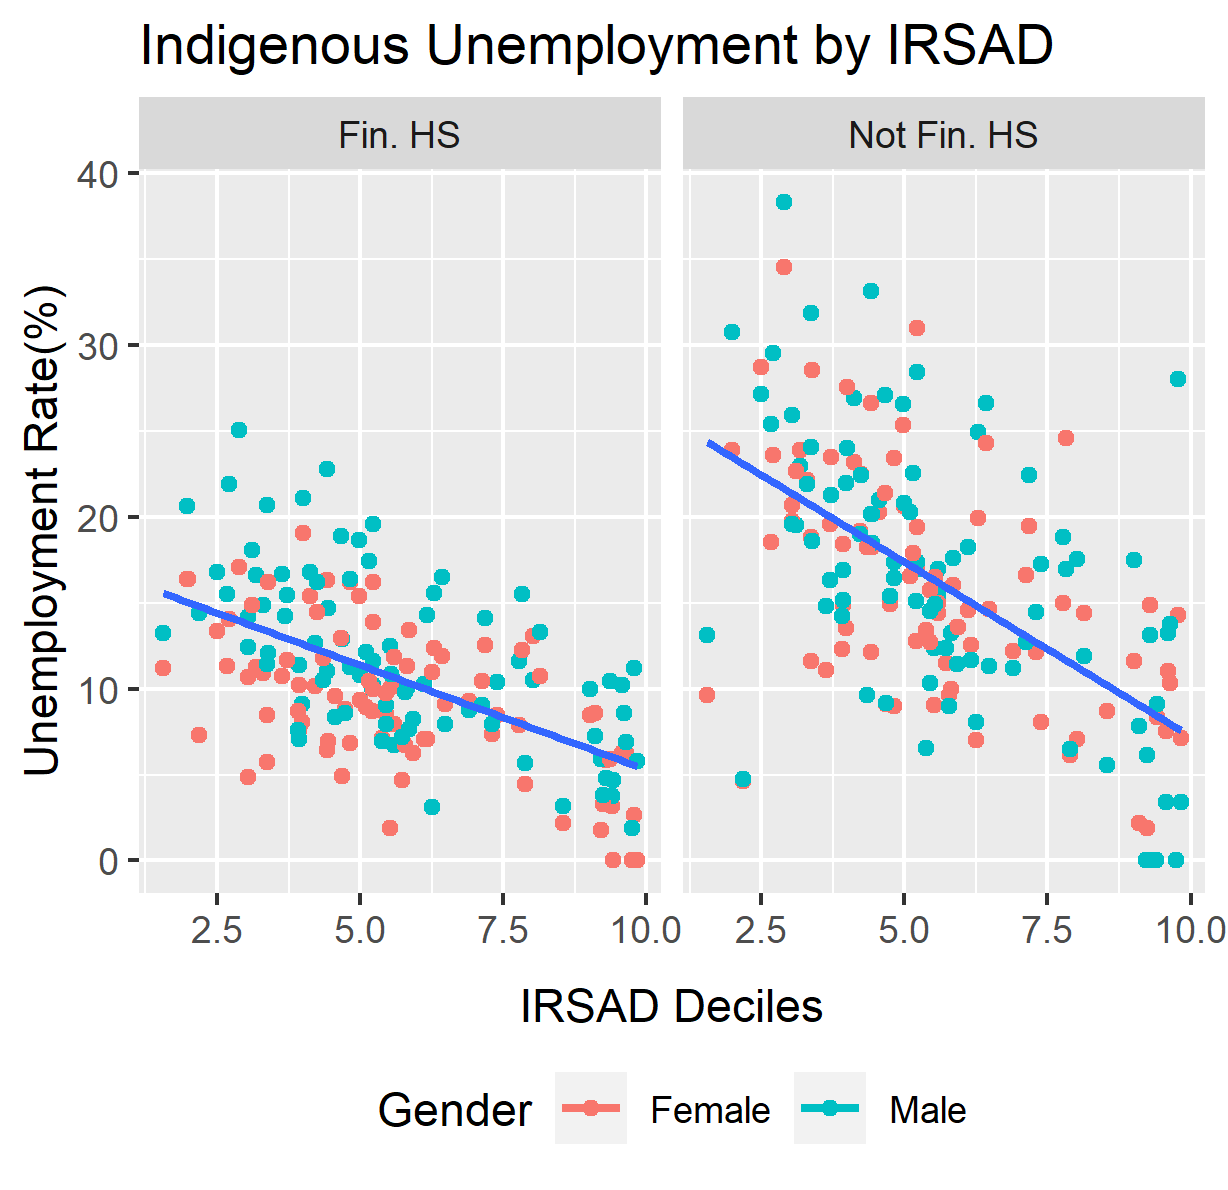 Indigenous Unemployment by IRSAD
Fin. HS
Not Fin. HS
Unemployment Rate(%)
40
30
20
10
0
2.5 5.0 7.5 10.0
2.5 5.0 7.5 10.0
IRSAD Deciles
Gender Female Male